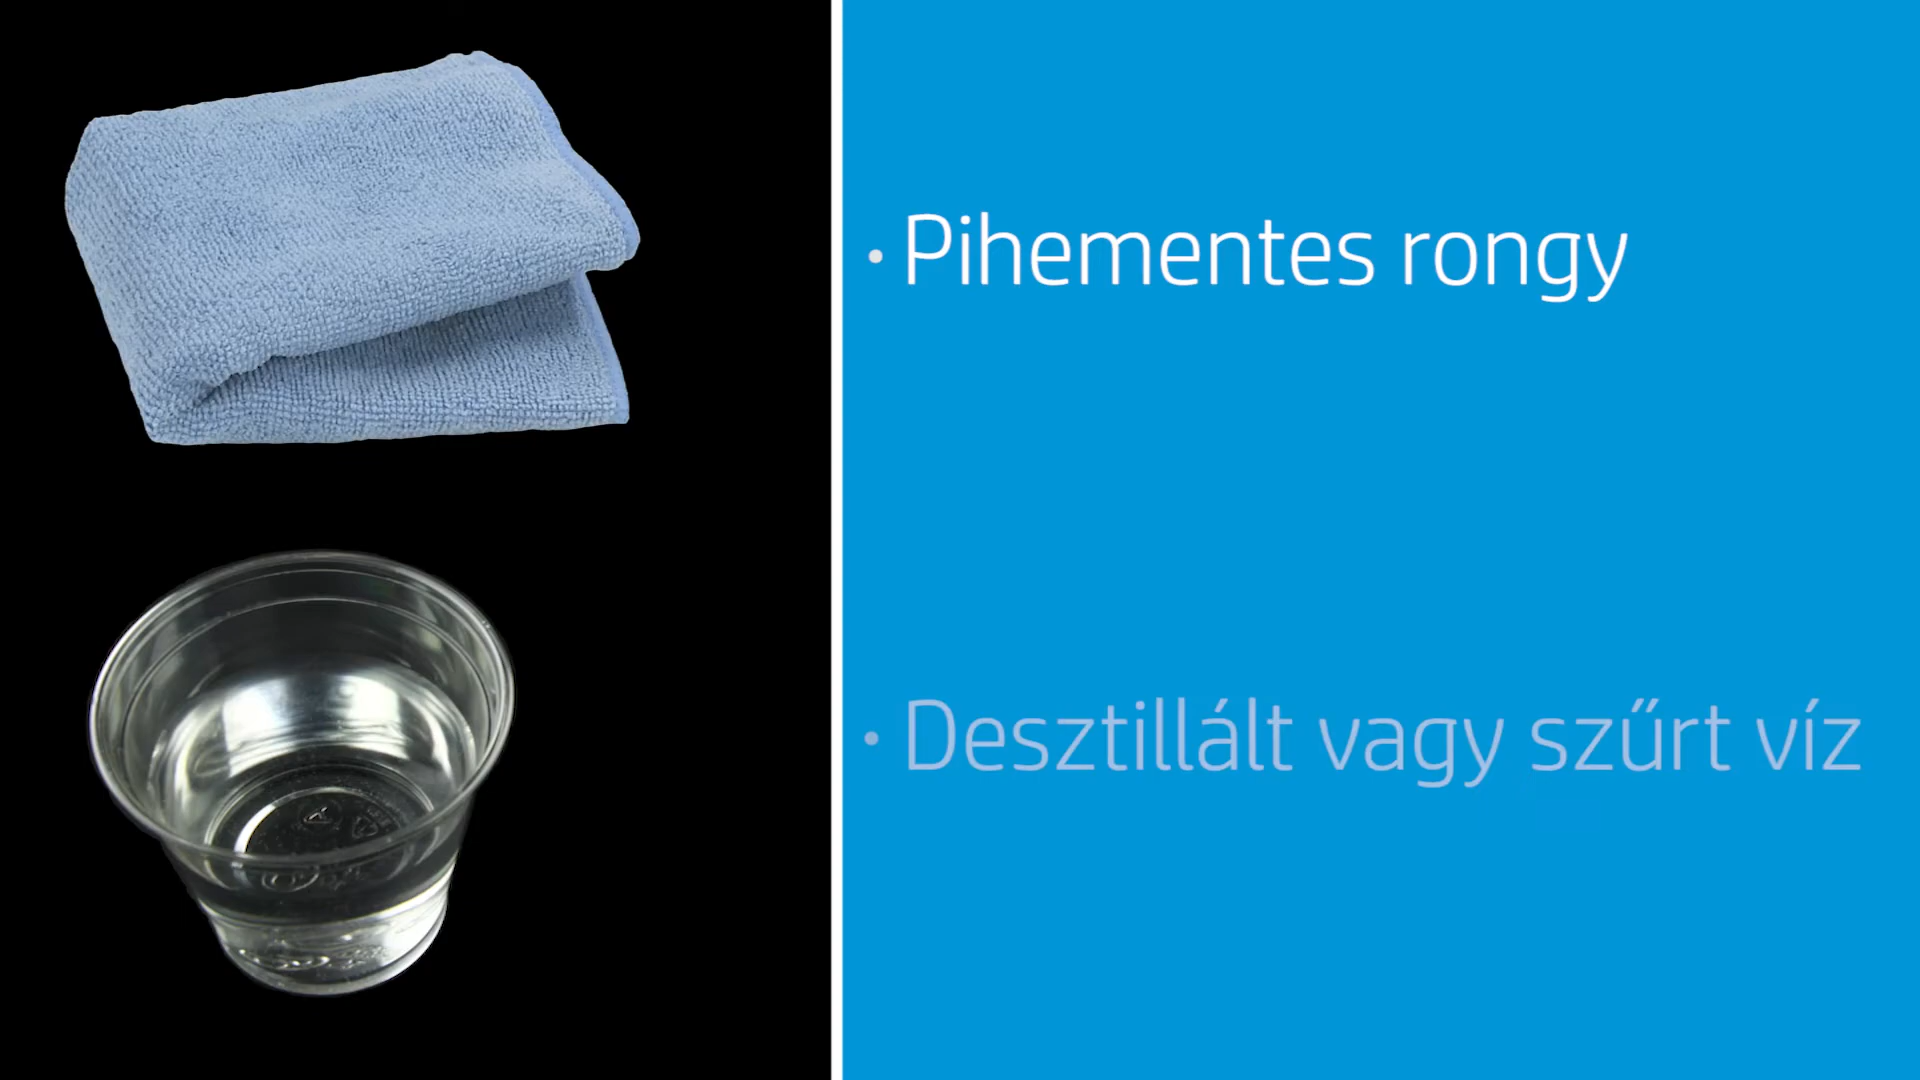 • Pihementes rongy
• Desztillált vagy szűrt víz